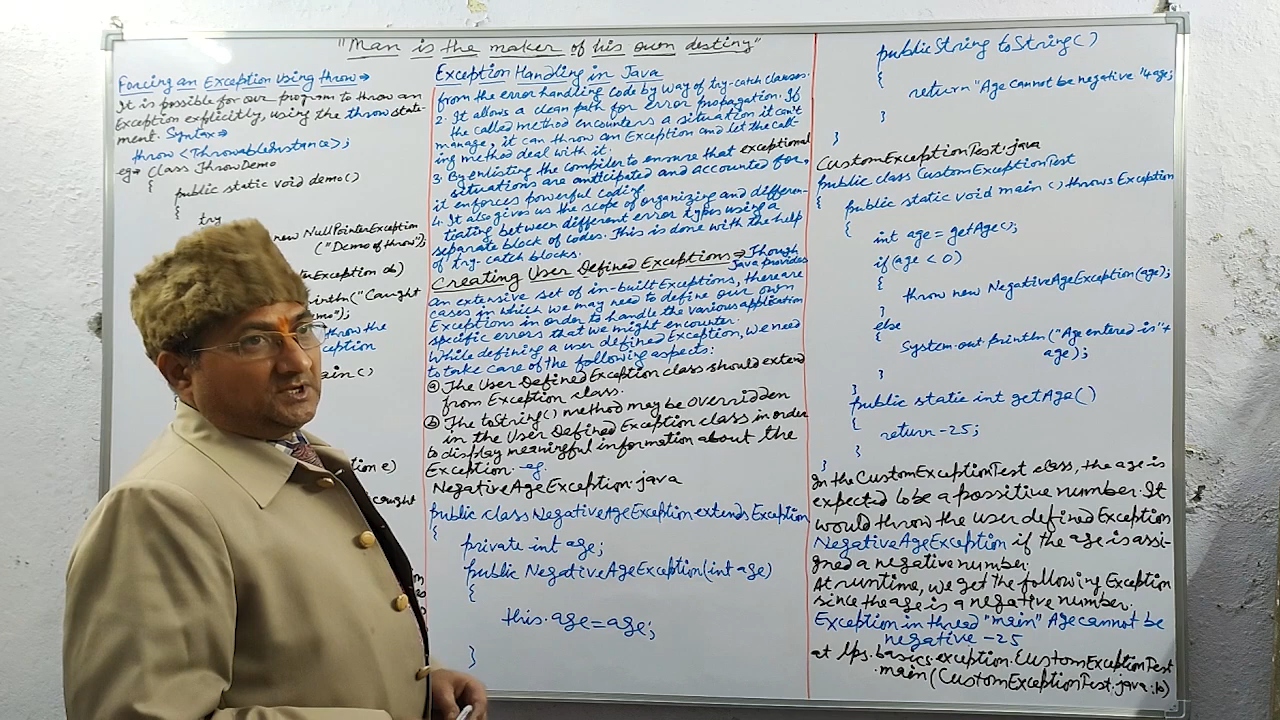 "Man is the maker of his own destiny"
Forcing an Exception Using throw ⇒
It is possible for our program to throw an
Exception explicitly, using the throw state-
ment. Syntax ⇒
throw <ThrowableInstance>;
eg→ class ThrowDemo
{
public static void demo()
{
try
new NullPointerException
("Demo of throw");
Exception ob)
println("Caught
mo");
throw the
ception
ain()
tion e)
caught
Exception Handling in Java
from the error handling code by way of try-catch clauses.
2. It allows a clean path for error propagation. If
the called method encounters a situation it can't
manage, it can throw an Exception and let the call-
ing method deal with it.
3. By enlisting the compiler to ensure that exceptional
situations are anticipated and accounted for,
it enforces powerful coding
4. It also gives us the scope of organizing and differen-
tiating between different error types using a
separate block of codes. This is done with the help
of try-catch blocks.
Creating User Defined Exceptions ⇒ Though
Java provides
an extensive set of in-built Exceptions, there are
cases in which we may need to define our own
Exceptions in order to handle the various application
specific errors that we might encounter.
While defining a user defined Exception, we need
to take care of the following aspects:
(a) The User Defined Exception class should extend
from Exception class.
(b) The toString() method may be overridden
in the User Defined Exception class in order
to display meaningful information about the
Exception. -eg.
NegativeAgeException.java
public class NegativeAgeException extends Exception
{
private int age;
public NegativeAgeException(int age)
{
this.age=age;
}
public String toString()
{
return "Age cannot be negative "+age;
}
}
CustomExceptionTest.java
public class CustomExceptionTest
{ public static void main () throws Exception
{ int age = getAge();
if(age < 0)
{
throw new NegativeAgeException(age);
}
else
{ System.out.println("Age entered is"+
age);
}
}
public static int getAge()
{
return -25;
}
}
In the CustomExceptionTest class, the age is
expected to be a possitive number. It
would throw the user defined Exception
NegativeAgeException if the age is assi-
gned a negative number.
At runtime, we get the following Exception
since the age is a negative number.
Exception in thread "main" Age cannot be
negative -25
at lps.basics.exception.CustomExceptionTest
.main(CustomExceptionTest.java:10)